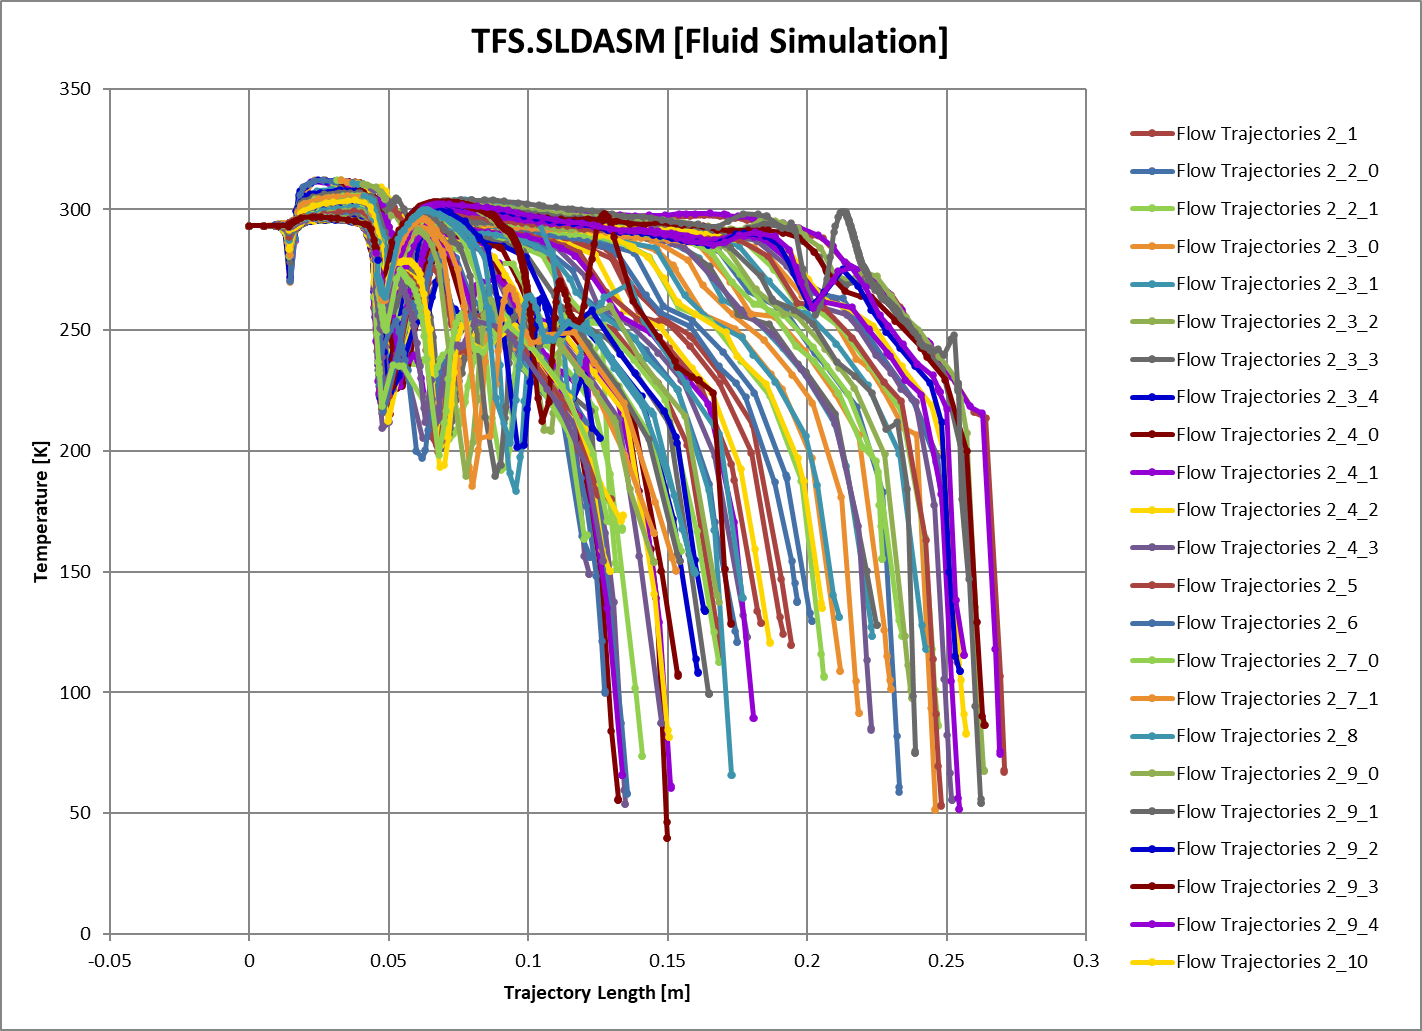 TFS.SLDASM [Fluid Simulation]
350
300
250
200
150
100
50
0
Temperature [K]
-0.05 0 0.05 0.1 0.15 0.2 0.25 0.3
Trajectory Length [m]
Flow Trajectories 2_1
Flow Trajectories 2_2_0
Flow Trajectories 2_2_1
Flow Trajectories 2_3_0
Flow Trajectories 2_3_1
Flow Trajectories 2_3_2
Flow Trajectories 2_3_3
Flow Trajectories 2_3_4
Flow Trajectories 2_4_0
Flow Trajectories 2_4_1
Flow Trajectories 2_4_2
Flow Trajectories 2_4_3
Flow Trajectories 2_5
Flow Trajectories 2_6
Flow Trajectories 2_7_0
Flow Trajectories 2_7_1
Flow Trajectories 2_8
Flow Trajectories 2_9_0
Flow Trajectories 2_9_1
Flow Trajectories 2_9_2
Flow Trajectories 2_9_3
Flow Trajectories 2_9_4
Flow Trajectories 2_10